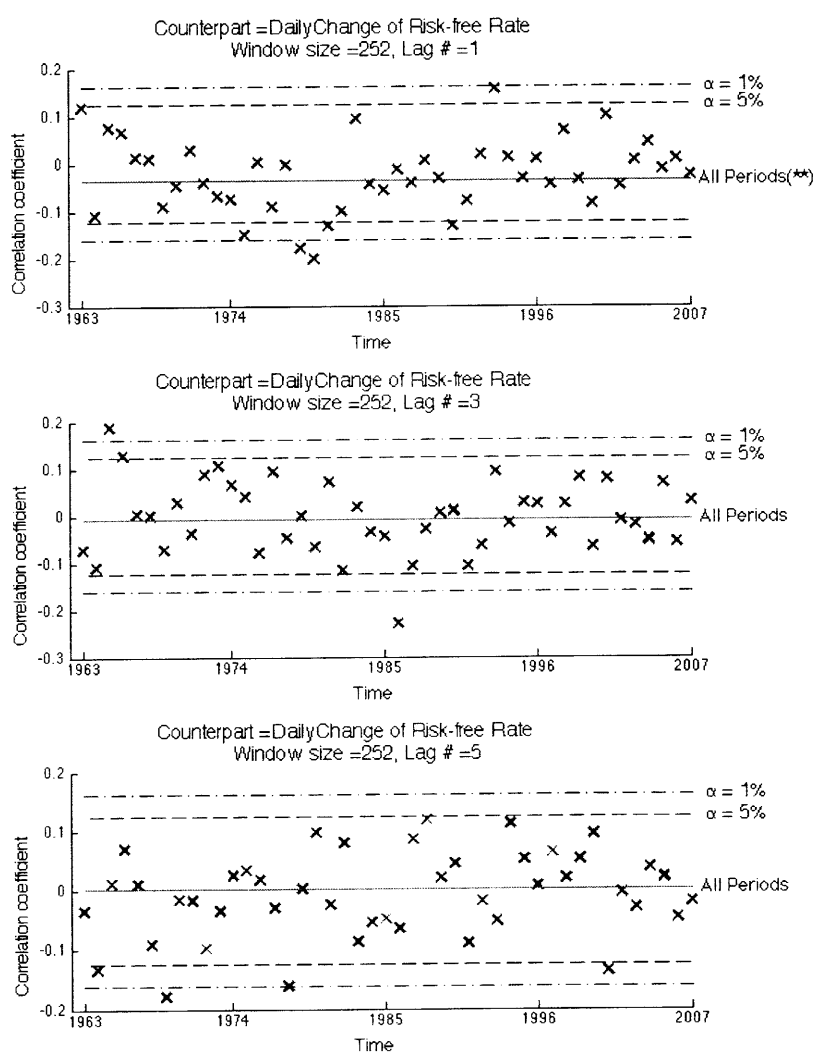 Counterpart =DailyChange of Risk-free Rate
Window size =252, Lag # =1
0.2
0.1
0
-0.1
-0.2
-0.3
Correlation coefficient
α = 1%
α = 5%
All Periods(**)
1963
1974
1985
1996
2007
Time
Counterpart =DailyChange of Risk-free Rate
Window size =252, Lag # =3
0.2
0.1
0
-0.1
-0.2
-0.3
Correlation coefficient
α = 1%
α = 5%
All Periods
1963
1974
1985
1996
2007
Time
Counterpart =DailyChange of Risk-free Rate
Window size =252, Lag # =5
0.2
0.1
0
-0.1
-0.2
Correlation coefficient
α = 1%
α = 5%
All Periods
1963
1974
1985
1996
2007
Time